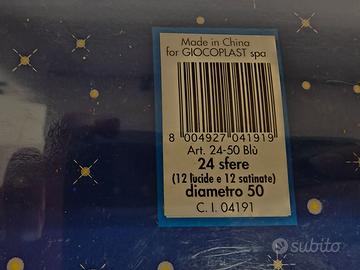 Made in China
for GIOCOPLAST spa
8 004927 041919
Art. 24-50 Blù
24 sfere
(12 lucide e 12 satinate)
diametro 50
C. I. 04191
subito